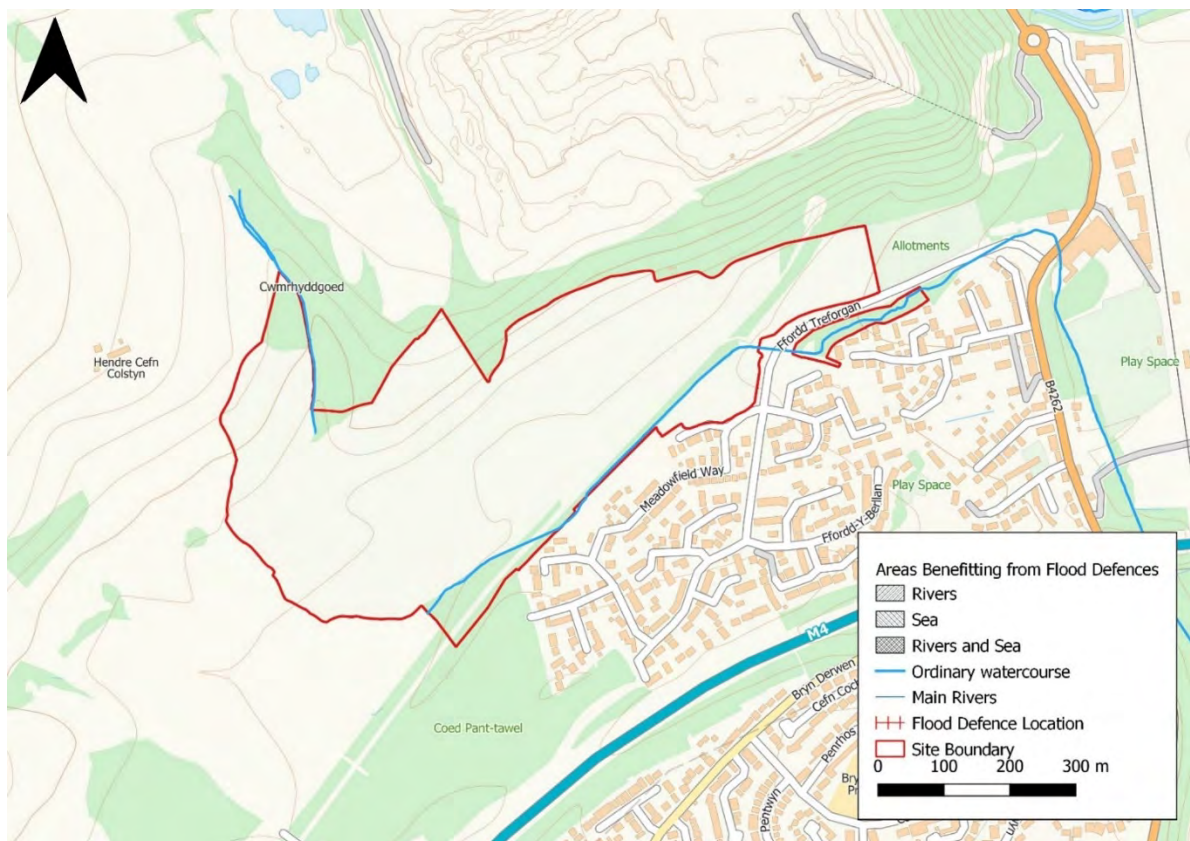 Cwmrhyddgoed
Hendre Cefn
Colstyn
Allotments
Ffordd Treforgan
Play Space
B4262
Meadowfield Way
Play Space
Ffordd-Y-Berllan
M4
Coed Pant-tawel
Bryn Derwen
Cefn Coch
Penrhos
Pentwyn
Areas Benefitting from Flood Defences
Rivers
Sea
Rivers and Sea
Ordinary watercourse
Main Rivers
Flood Defence Location
Site Boundary
0 100 200 300 m